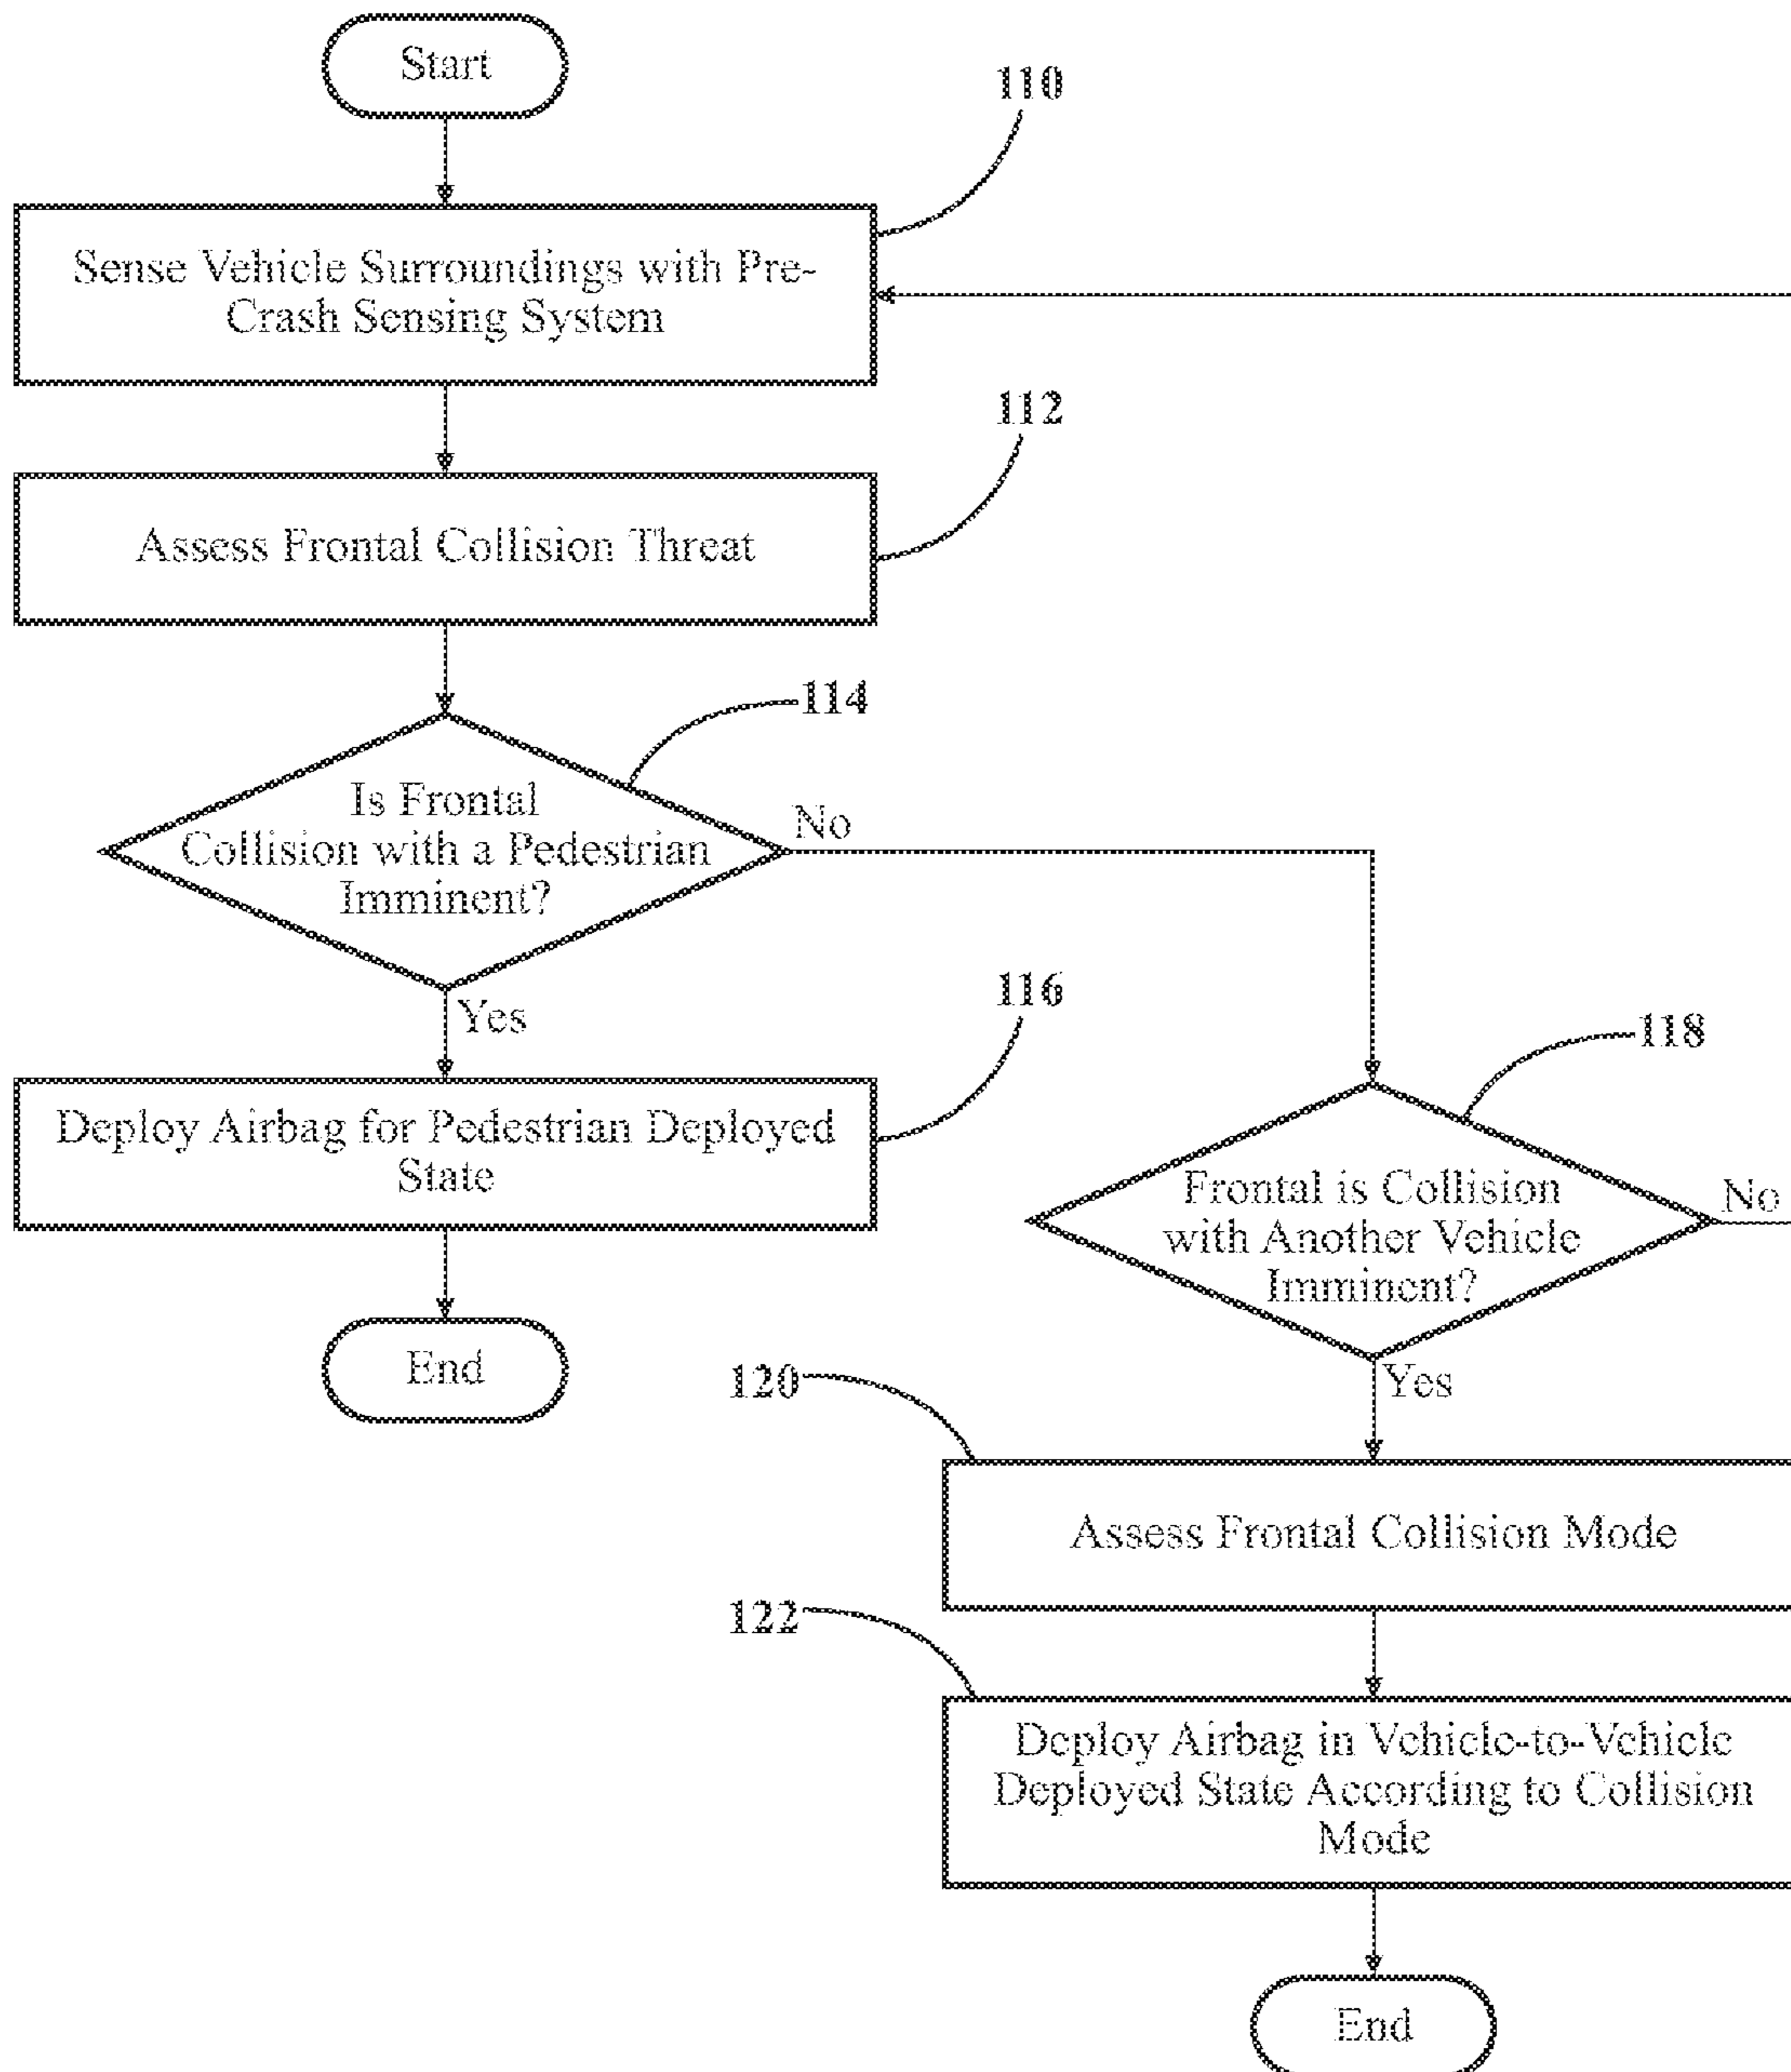 Start
110
Sense Vehicle Surroundings with Pre-
Crash Sensing System
112
Assess Frontal Collision Threat
114
Is Frontal
Collision with a Pedestrian
Imminent?
No
Yes
116
Deploy Airbag for Pedestrian Deployed
State
End
118
Frontal is Collision
with Another Vehicle
Imminent?
No
Yes
120
Assess Frontal Collision Mode
122
Deploy Airbag in Vehicle-to-Vehicle
Deployed State According to Collision
Mode
End